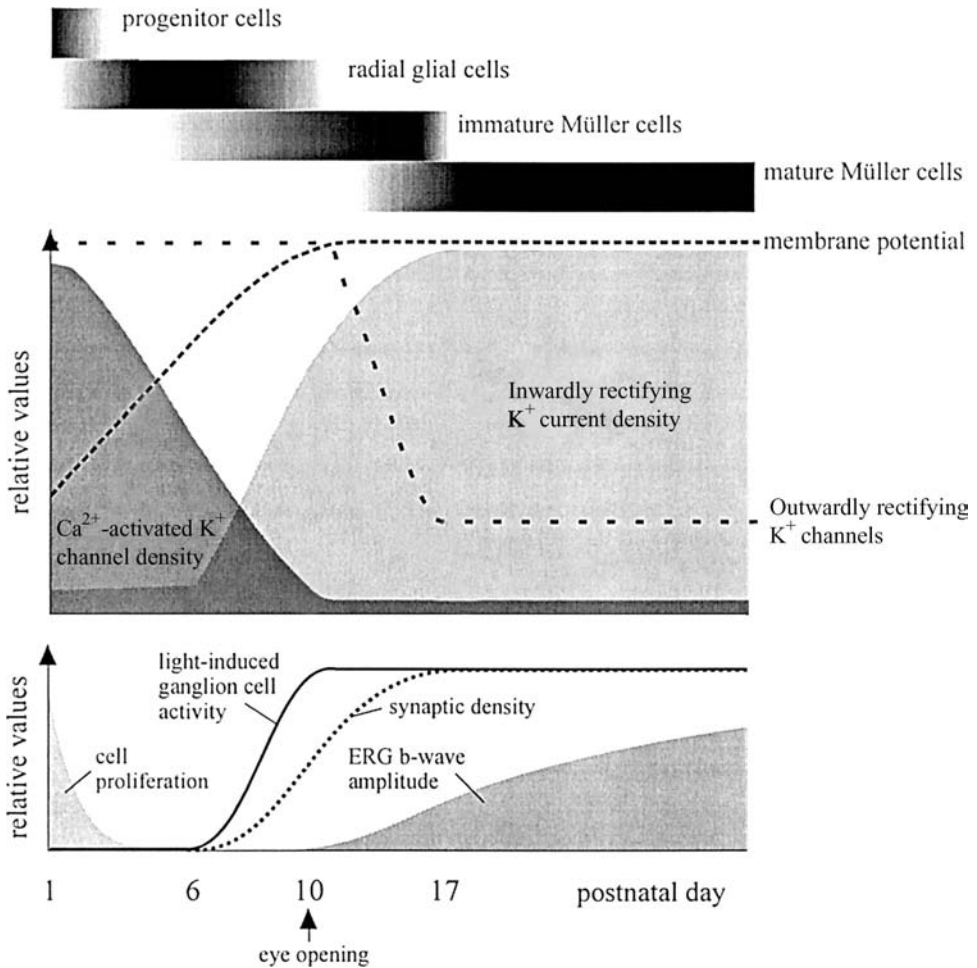 progenitor cells
radial glial cells
immature Müller cells
mature Müller cells
membrane potential
relative values
Inwardly rectifying
K+ current density
Ca2+-activated K+
channel density
Outwardly rectifying
K+ channels
relative values
light-induced
ganglion cell
activity
synaptic density
cell
proliferation
ERG b-wave
amplitude
1 6 10 17 postnatal day
eye opening